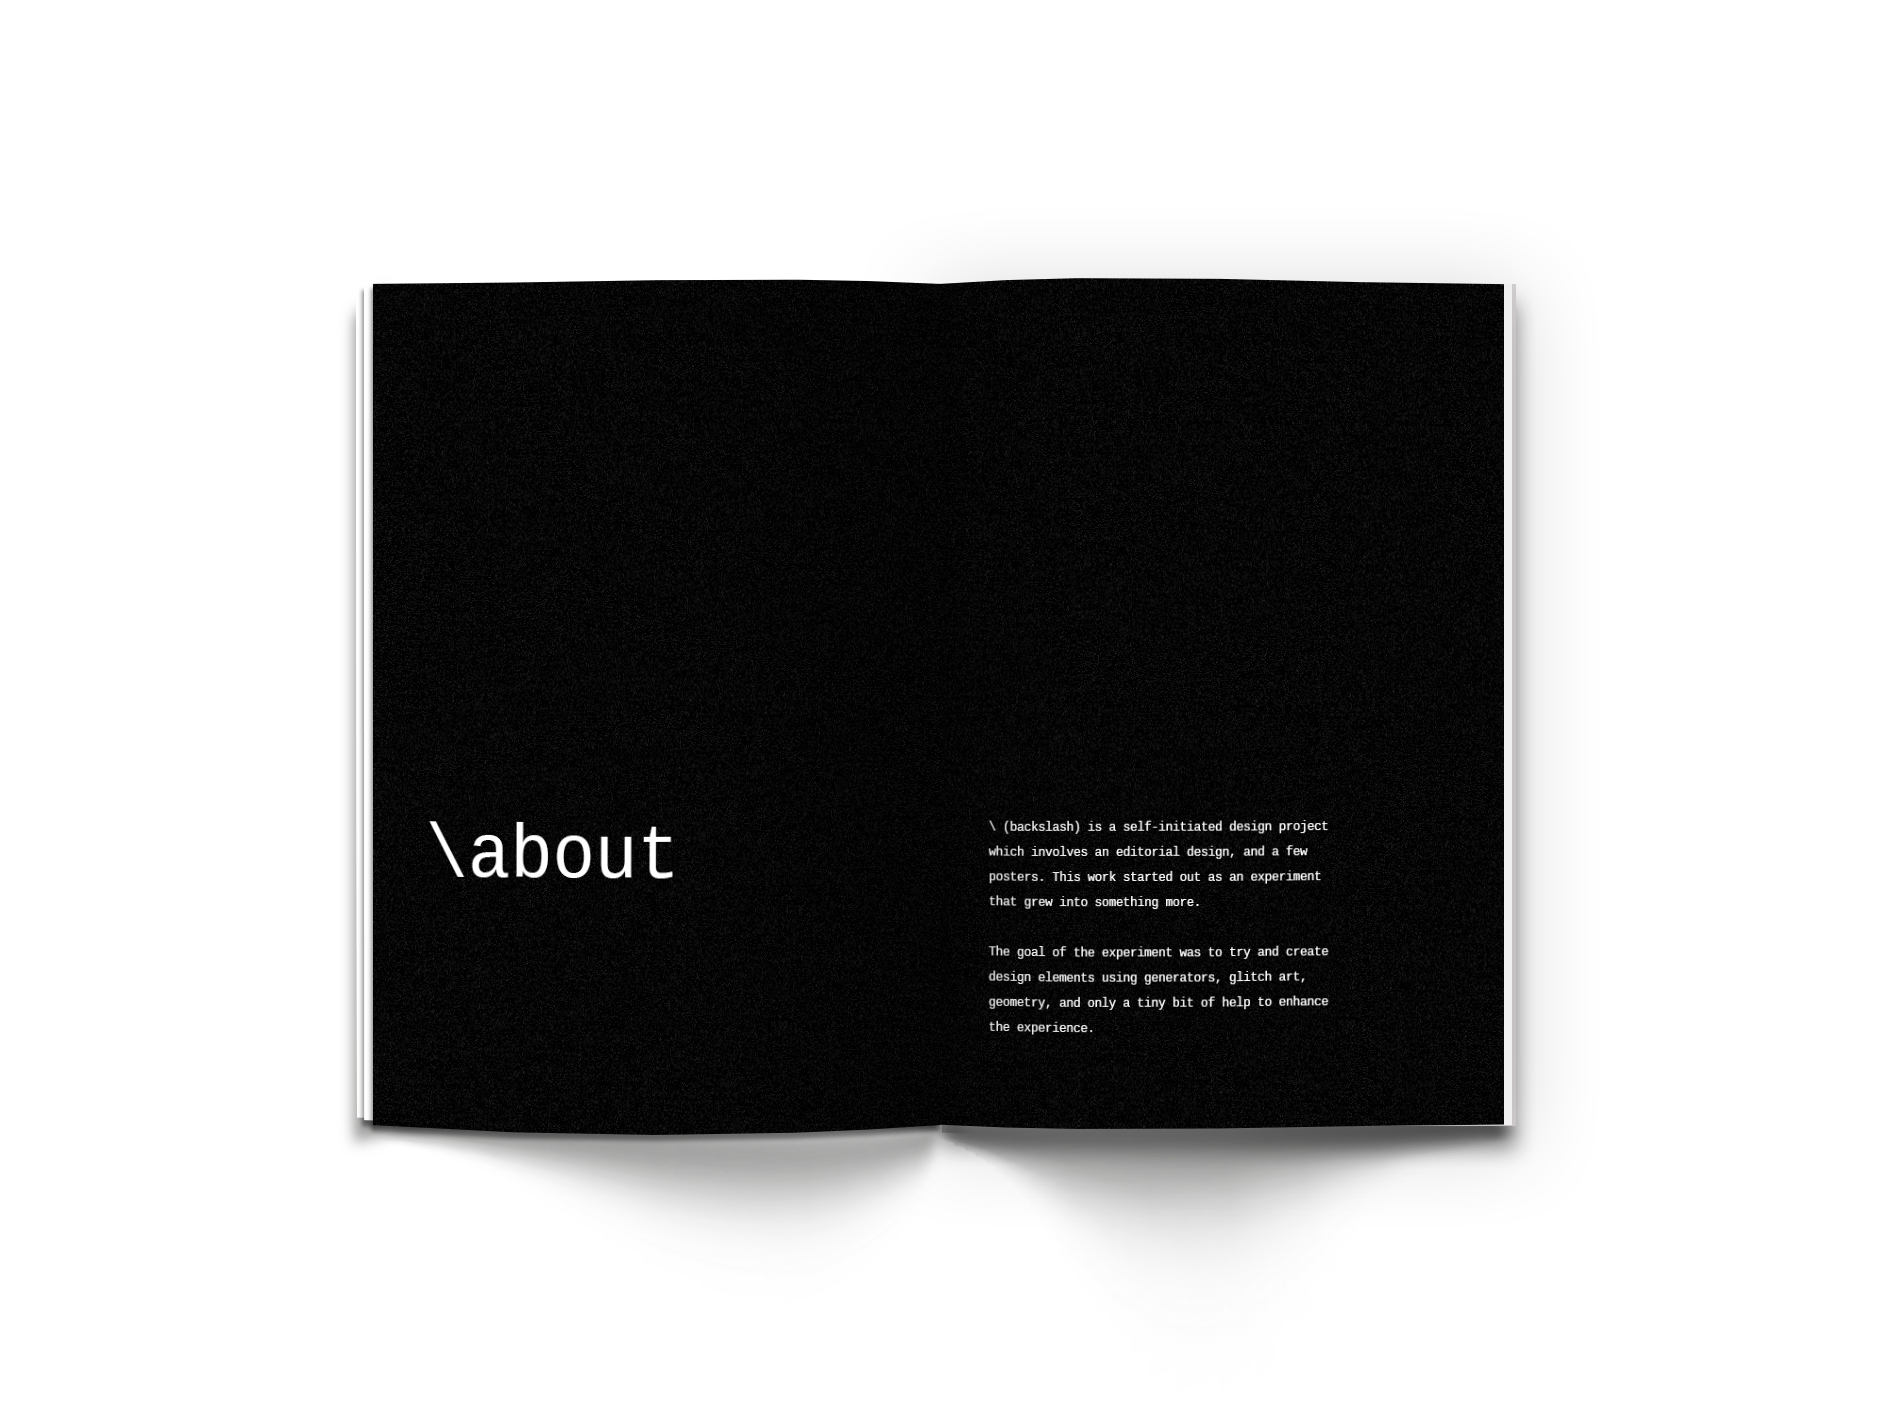 \about
\ (backslash) is a self-initiated design project
which involves an editorial design, and a few
posters. This work started out as an experiment
that grew into something more.
The goal of the experiment was to try and create
design elements using generators, glitch art,
geometry, and only a tiny bit of help to enhance
the experience.